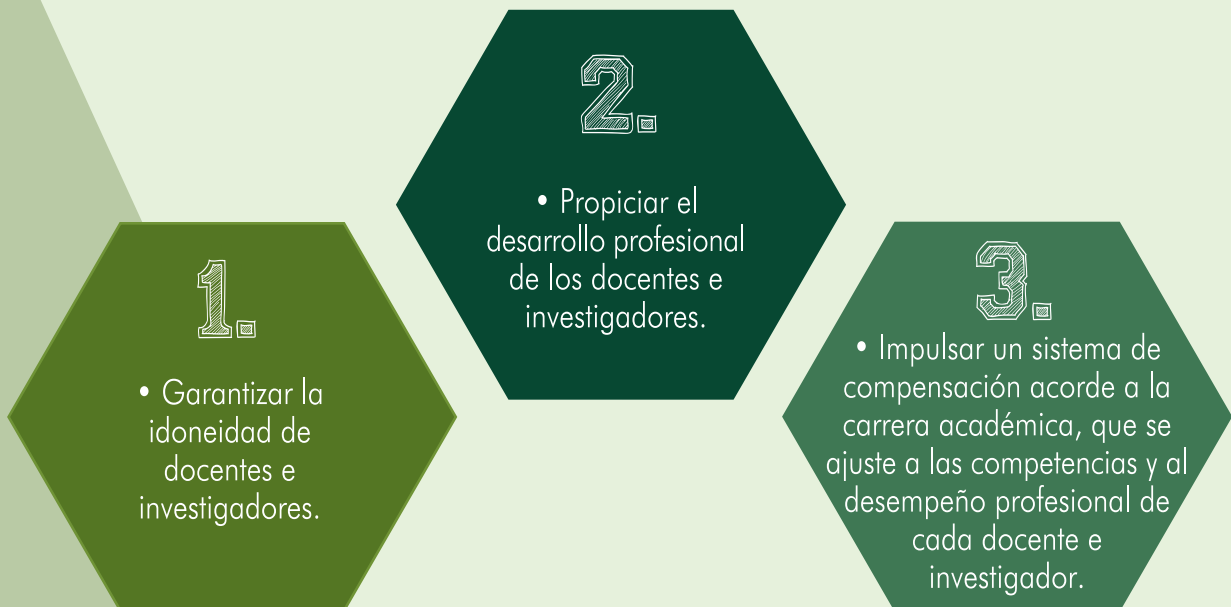 1.
• Garantizar la
idoneidad de
docentes e
investigadores.
2.
• Propiciar el
desarrollo profesional
de los docentes e
investigadores.
3.
• Impulsar un sistema de
compensación acorde a la
carrera académica, que se
ajuste a las competencias y al
desempeño profesional de
cada docente e
investigador.